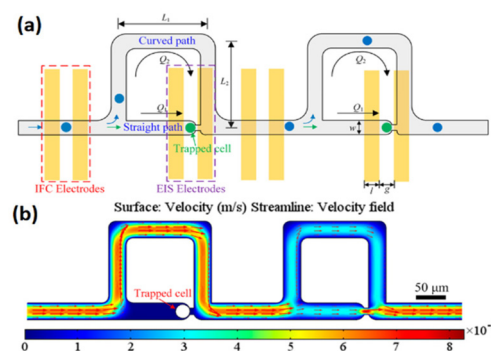 (a)
L₁
Curved path
Q₂
L₂
Q₂
Q₁
Straight path
Q₁
w
Trapped cell
IFC Electrodes
EIS Electrodes
l
g
(b)
Surface: Velocity (m/s) Streamline: Velocity field
Trapped cell
50 μm
×10⁻
0 1 2 3 4 5 6 7 8